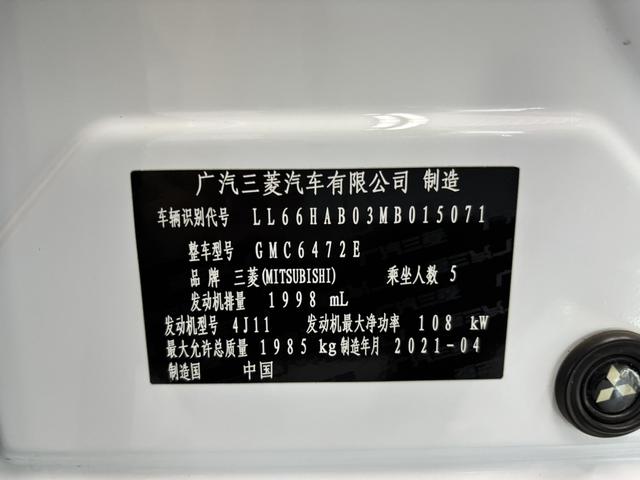 广汽三菱汽车有限公司 制造
车辆识别代号 LL66HAB03MB015071
整车型号 GMC6472E
品 牌 三菱(MITSUBISHI) 乘坐人数 5
发动机排量 1998 mL
发动机型号 4J11 发动机最大净功率 108 kW
最大允许总质量 1985 kg 制造年月 2021-04
制造国 中国